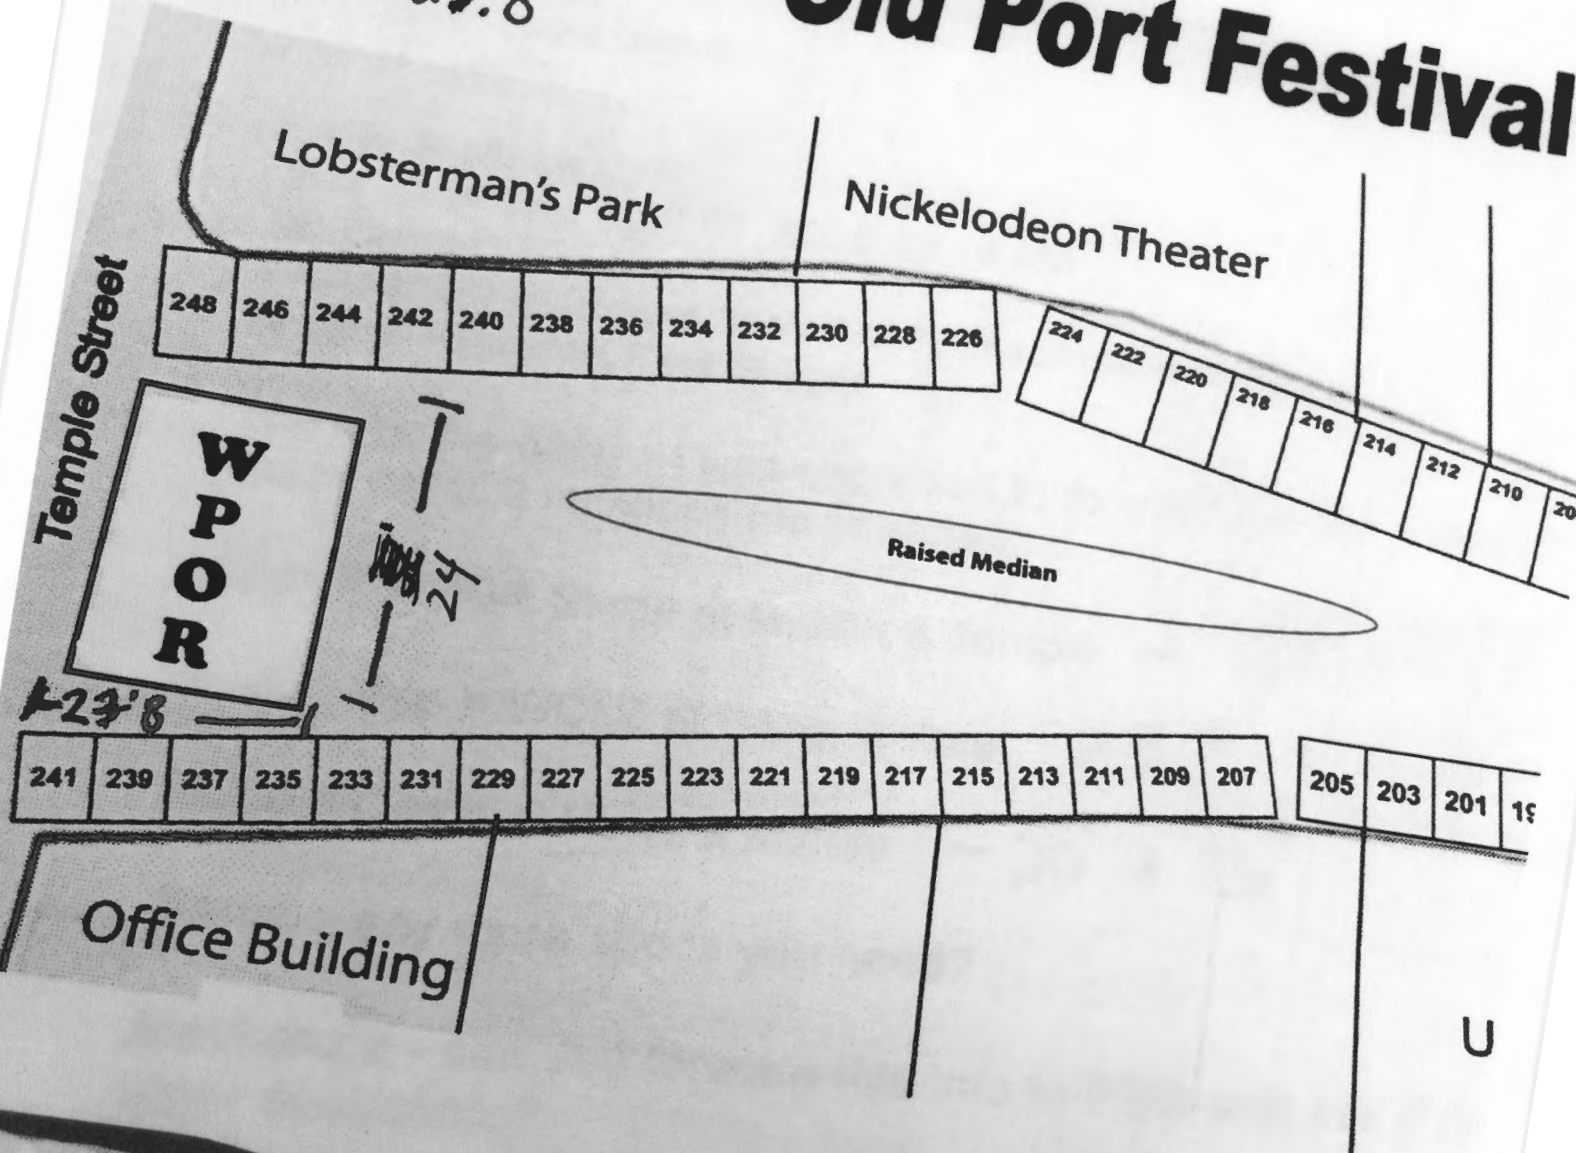 Old Port Festival
Lobsterman's Park
Nickelodeon Theater
Temple Street
248 246 244 242 240 238 236 234 232 230 228 226
224 222 220 218 216 214 212 210 20
W
P
O
R
24
Raised Median
241 239 237 235 233 231 229 227 225 223 221 219 217 215 213 211 209 207
205 203 201 19
Office Building
U